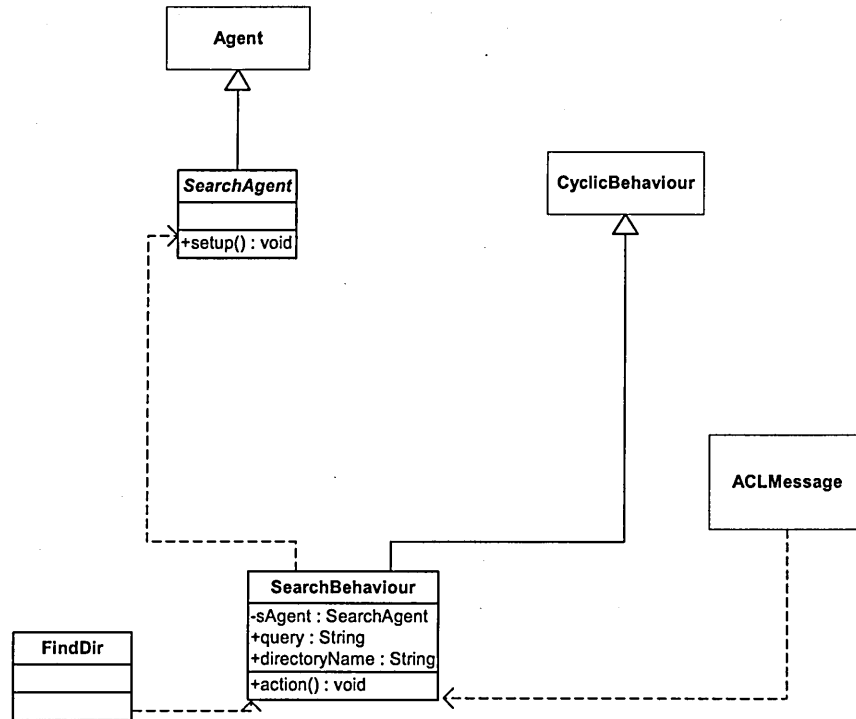 Agent
SearchAgent
+setup() : void
CyclicBehaviour
ACLMessage
SearchBehaviour
-sAgent : SearchAgent
+query : String
+directoryName : String
+action() : void
FindDir